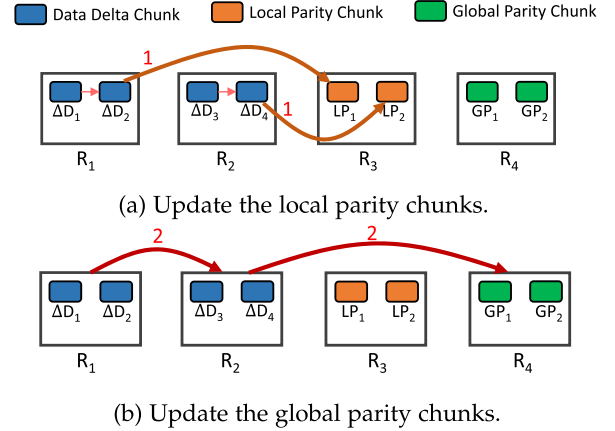 Data Delta Chunk Local Parity Chunk Global Parity Chunk
1
1
ΔD1 ΔD2 ΔD3 ΔD4 LP1 LP2 GP1 GP2
R1 R2 R3 R4
(a) Update the local parity chunks.
2 2
ΔD1 ΔD2 ΔD3 ΔD4 LP1 LP2 GP1 GP2
R1 R2 R3 R4
(b) Update the global parity chunks.